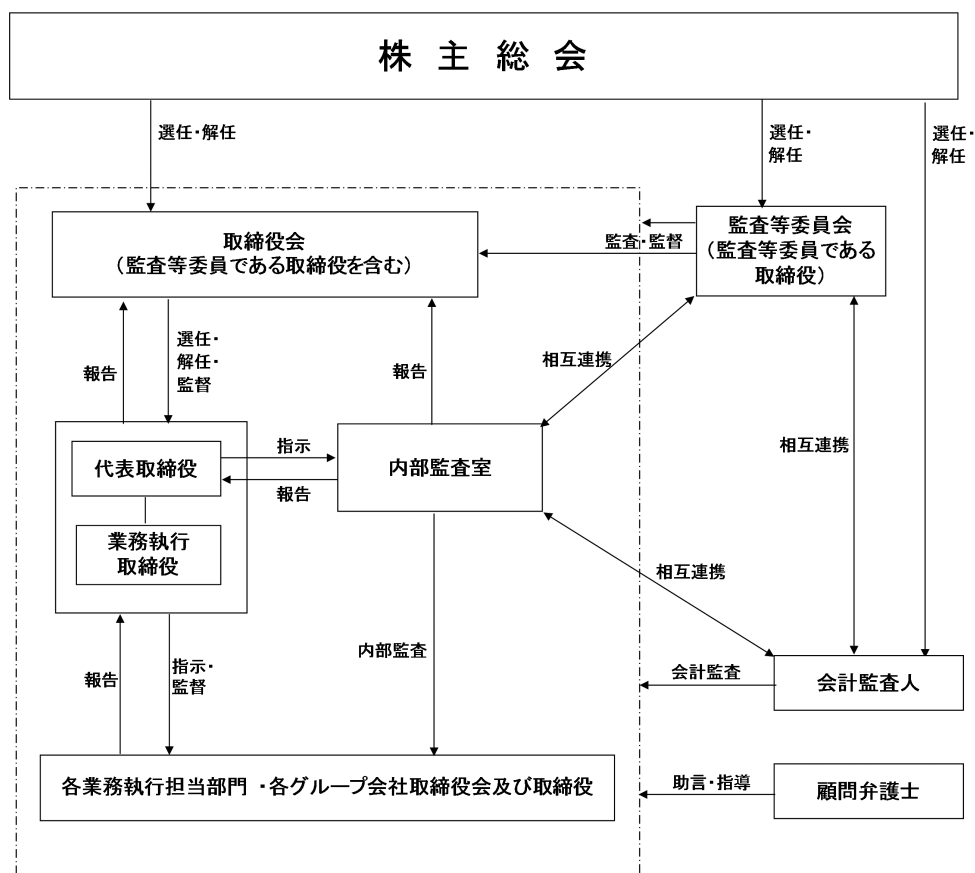 株 主 総 会
選任・解任
選任・
解任
選任・
解任
取締役会
（監査等委員である取締役を含む）
監査・監督
監査等委員会
（監査等委員である
取締役）
報告
選任・
解任・
監督
報告
相互連携
相互連携
代表取締役
指示
報告
内部監査室
業務執行
取締役
相互連携
報告
指示・
監督
内部監査
会計監査
会計監査人
各業務執行担当部門 ・各グループ会社取締役会及び取締役
助言・指導
顧問弁護士